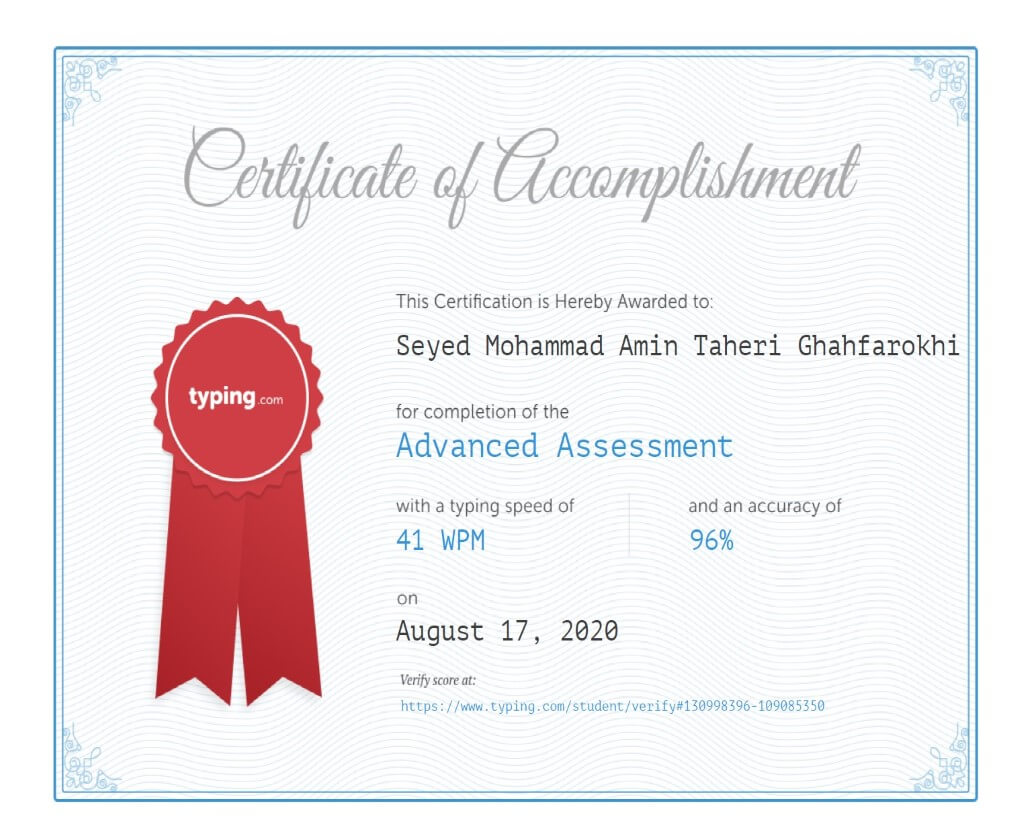 Certificate of Accomplishment
typing.com
This Certification is Hereby Awarded to:
Seyed Mohammad Amin Taheri Ghahfarokhi
for completion of the
Advanced Assessment
with a typing speed of
41 WPM
and an accuracy of
96%
on
August 17, 2020
Verify score at:
https://www.typing.com/student/verify#130998396-109085350